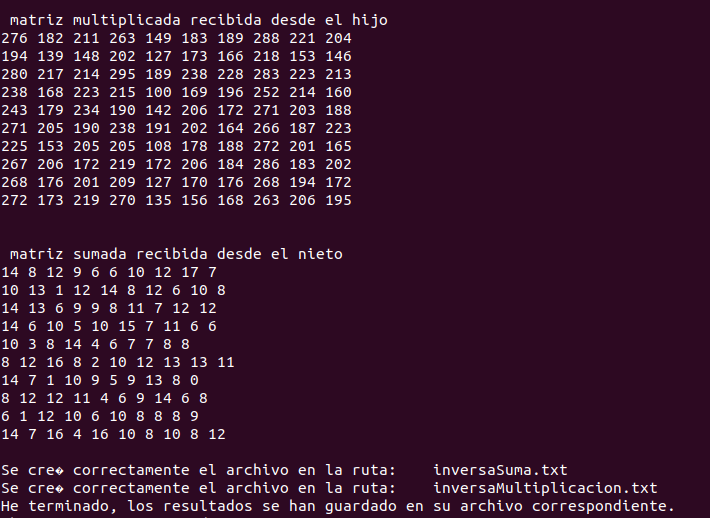 matriz multiplicada recibida desde el hijo
276 182 211 263 149 183 189 288 221 204
194 139 148 202 127 173 166 218 153 146
280 217 214 295 189 238 228 283 223 213
238 168 223 215 100 169 196 252 214 160
243 179 234 190 142 206 172 271 203 188
271 205 190 238 191 202 164 266 187 223
225 153 205 205 108 178 188 272 201 165
267 206 172 219 172 206 184 286 183 202
268 176 201 209 127 170 176 268 194 172
272 173 219 270 135 156 168 263 206 195
matriz sumada recibida desde el nieto
14 8 12 9 6 6 10 12 17 7
10 13 1 12 14 8 12 6 10 8
14 13 6 9 9 8 11 7 12 12
14 6 10 5 10 15 7 11 6 6
10 3 8 14 4 6 7 7 8 8
8 12 16 8 2 10 12 13 13 11
14 7 1 10 9 5 9 13 8 0
8 12 12 11 4 6 9 14 6 8
6 1 12 10 6 10 8 8 8 9
14 7 16 4 16 10 8 10 8 12
Se cre� correctamente el archivo en la ruta:    inversaSuma.txt
Se cre� correctamente el archivo en la ruta:    inversaMultiplicacion.txt
He terminado, los resultados se han guardado en su archivo correspondiente.